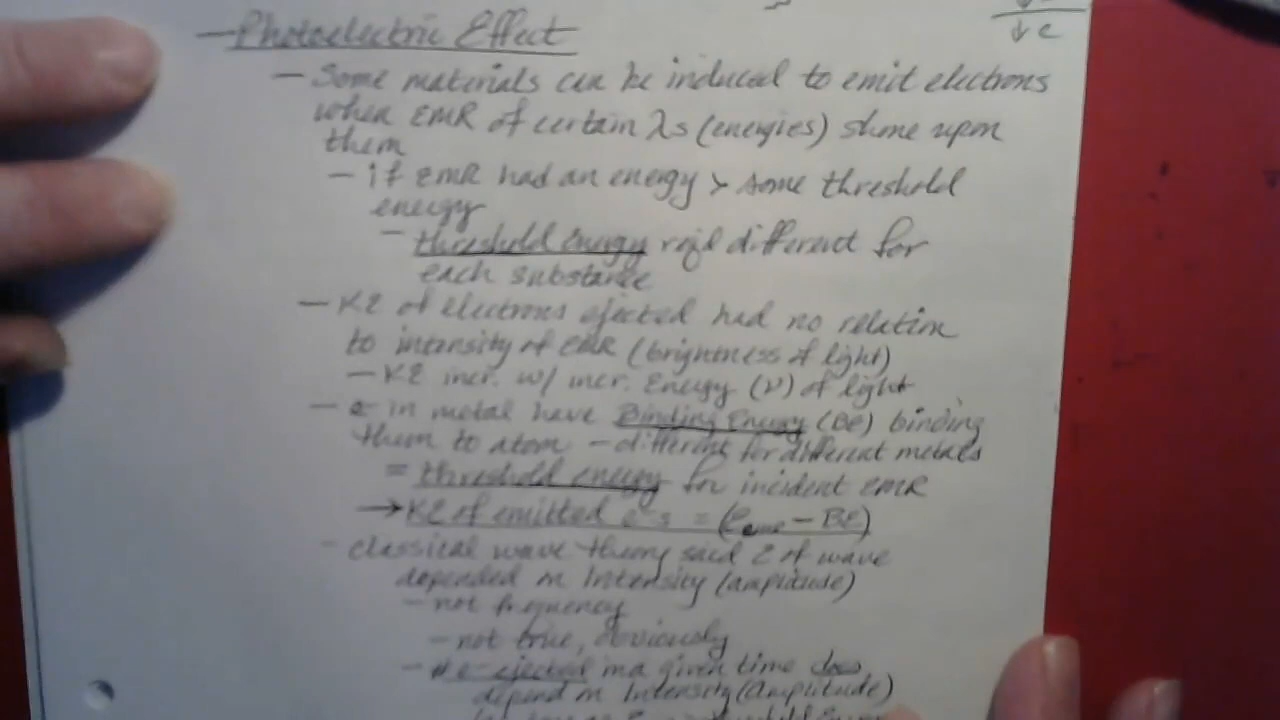 ↓ c
— Photoelectric Effect
— Some materials can be induced to emit electrons
when EMR of certain λs (energies) shone upon
them
— if EMR had an energy > some threshold
energy
— threshold energy req'd different for
each substance
— KE of electrons ejected had no relation
to intensity of EMR (brightness of light)
— KE incr. w/ incr. Energy (ν) of light
— e⁻ in metal have Binding Energy (BE) binding
them to atom — different for different metals
= threshold energy for incident EMR
→ KE of emitted e⁻s = (E_EMR — BE)
— classical wave theory said E of wave
depended on Intensity (amplitude)
— not frequency
— not true, obviously
— # e⁻ ejected in a given time does
depend on Intensity (Amplitude)